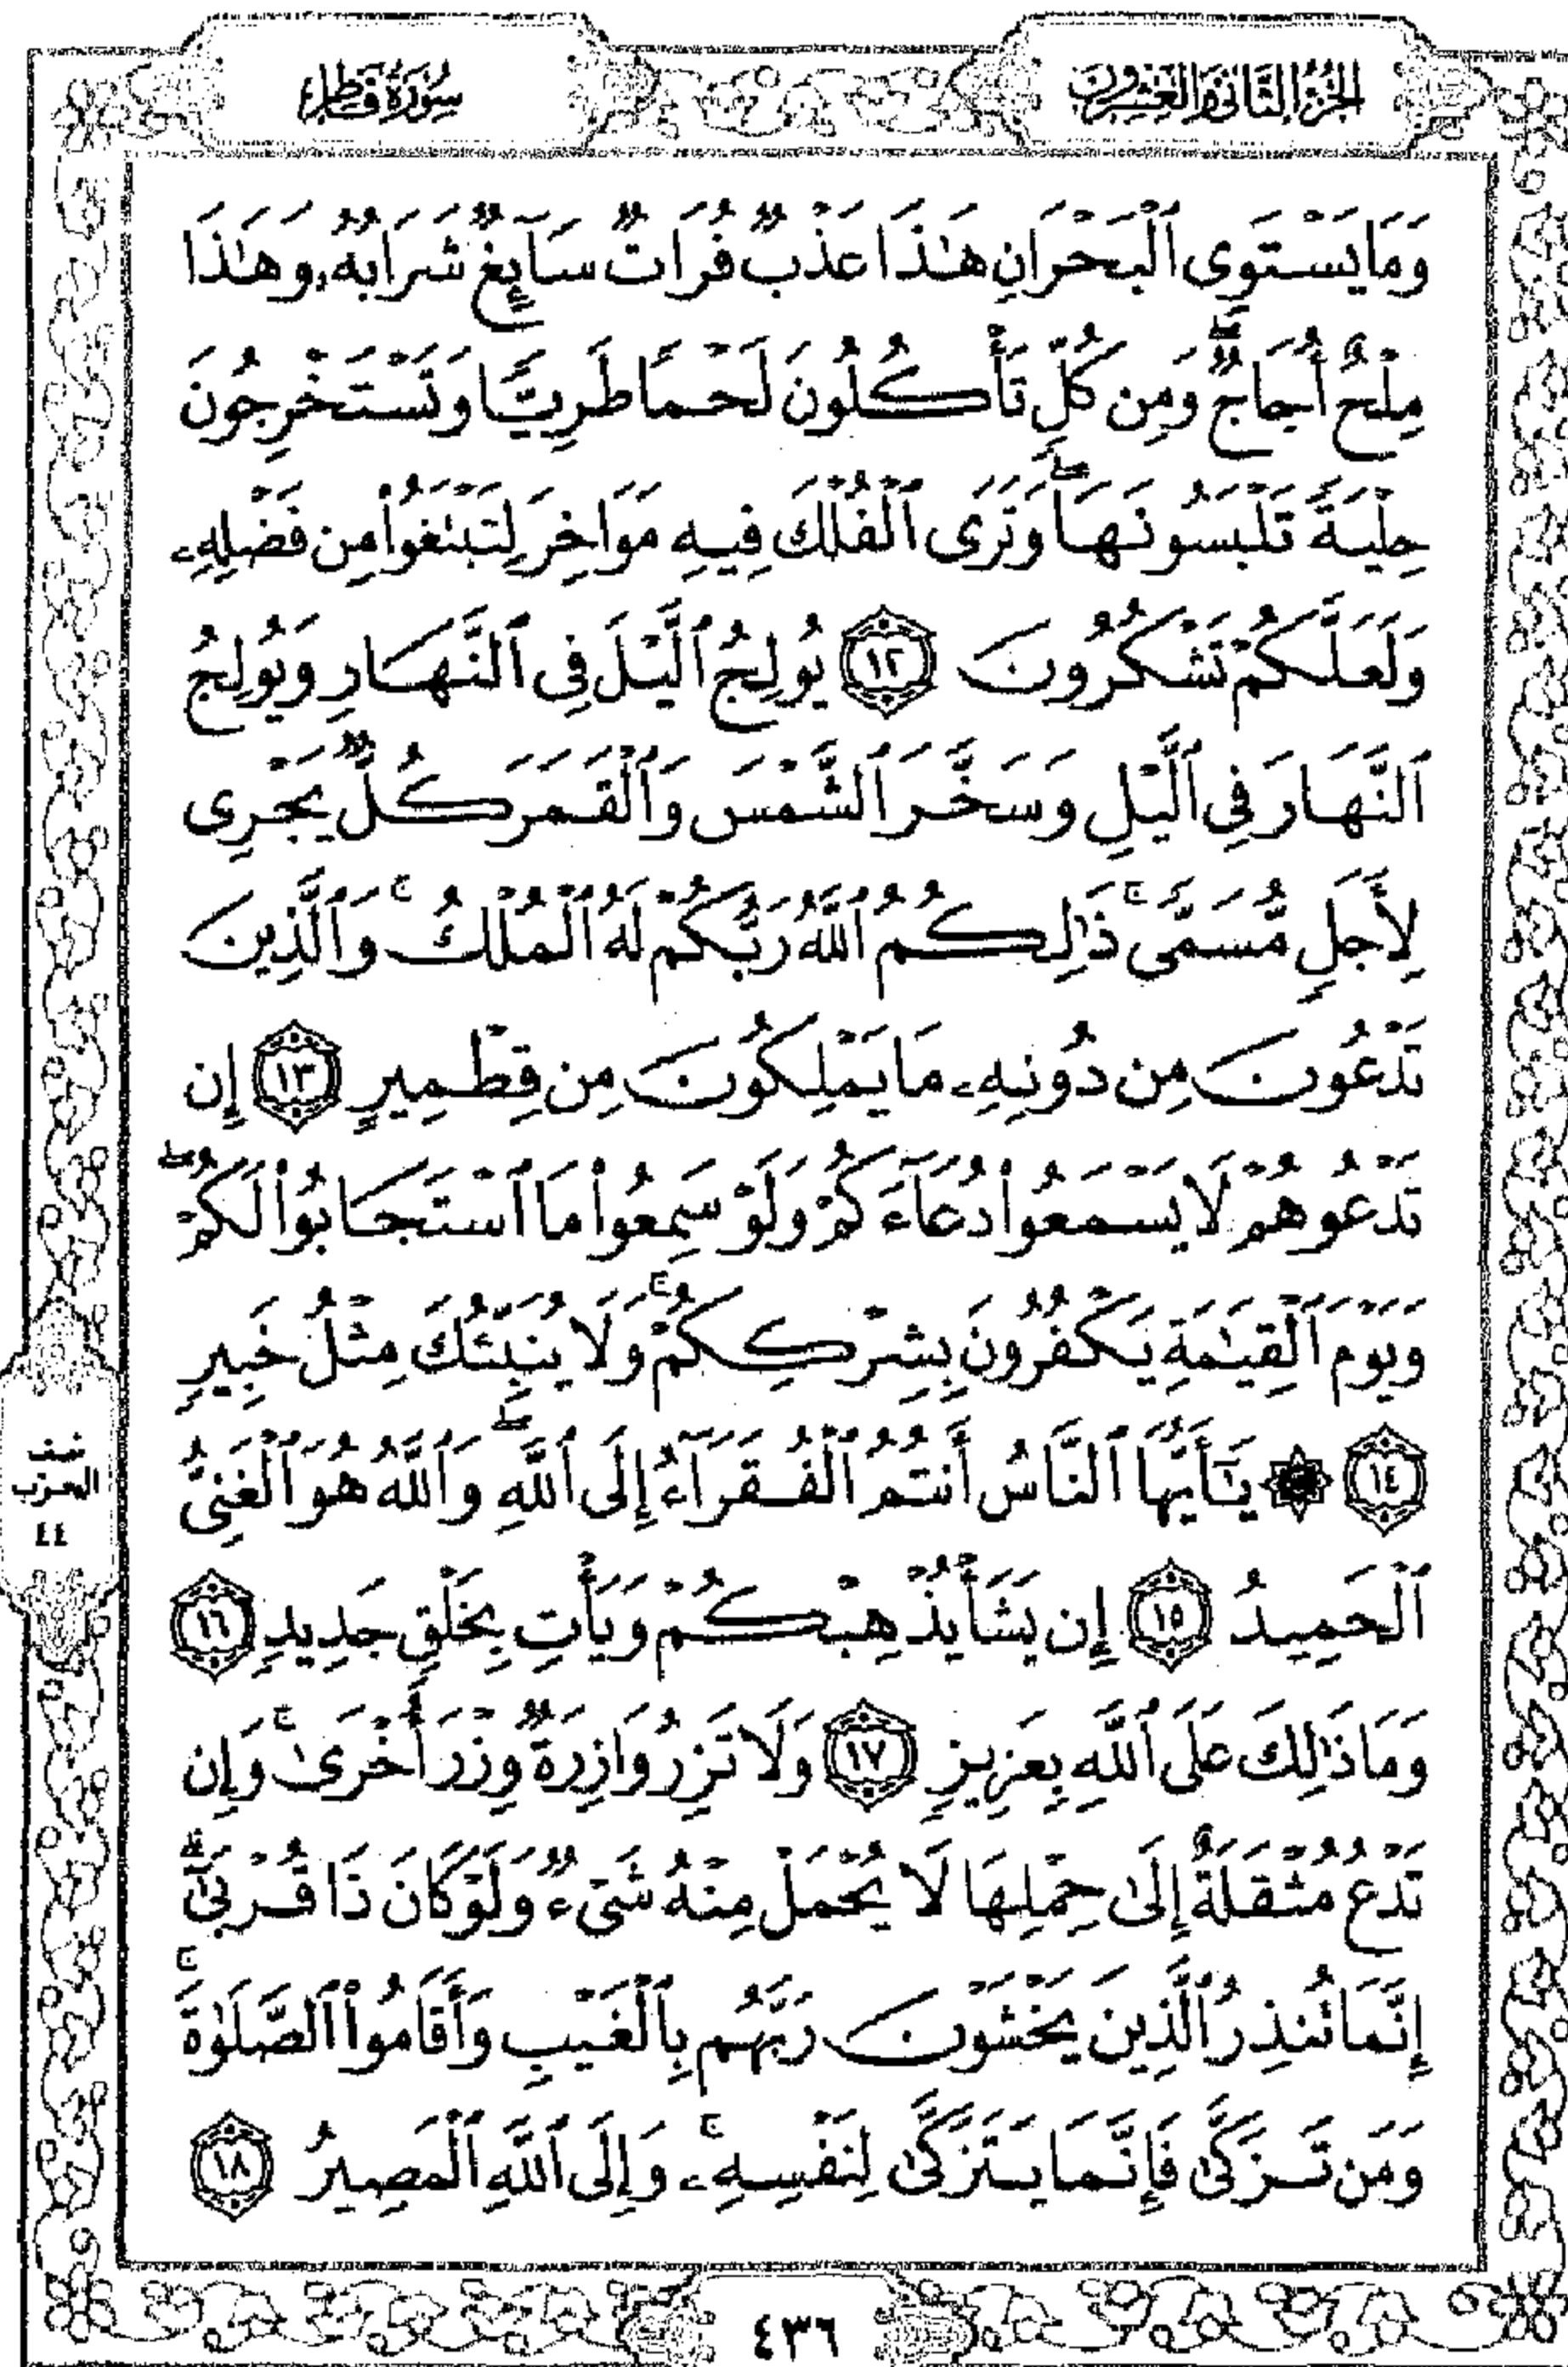 الجزء الثاني والعشرون
سورة فاطر
وَمَا يَسْتَوِى ٱلْبَحْرَانِ هَـٰذَا عَذْبٌ فُرَاتٌ سَآئِغٌ شَرَابُهُۥ وَهَـٰذَا
مِلْحٌ أُجَاجٌ ۖ وَمِن كُلٍّ تَأْكُلُونَ لَحْمًا طَرِيًّا وَتَسْتَخْرِجُونَ
حِلْيَةً تَلْبَسُونَهَا ۖ وَتَرَى ٱلْفُلْكَ فِيهِ مَوَاخِرَ لِتَبْتَغُوا۟ مِن فَضْلِهِۦ
وَلَعَلَّكُمْ تَشْكُرُونَ ١٢ يُولِجُ ٱلَّيْلَ فِى ٱلنَّهَارِ وَيُولِجُ
ٱلنَّهَارَ فِى ٱلَّيْلِ وَسَخَّرَ ٱلشَّمْسَ وَٱلْقَمَرَ كُلٌّ يَجْرِى
لِأَجَلٍ مُّسَمًّى ۚ ذَٰلِكُمُ ٱللَّهُ رَبُّكُمْ لَهُ ٱلْمُلْكُ ۚ وَٱلَّذِينَ
تَدْعُونَ مِن دُونِهِۦ مَا يَمْلِكُونَ مِن قِطْمِيرٍ ١٣ إِن
تَدْعُوهُمْ لَا يَسْمَعُوا۟ دُعَآءَكُمْ وَلَوْ سَمِعُوا۟ مَا ٱسْتَجَابُوا۟ لَكُمْ ۖ
وَيَوْمَ ٱلْقِيَـٰمَةِ يَكْفُرُونَ بِشِرْكِكُمْ ۚ وَلَا يُنَبِّئُكَ مِثْلُ خَبِيرٍ
١٤ ۞ يَـٰٓأَيُّهَا ٱلنَّاسُ أَنتُمُ ٱلْفُقَرَآءُ إِلَى ٱللَّهِ ۖ وَٱللَّهُ هُوَ ٱلْغَنِىُّ
ٱلْحَمِيدُ ١٥ إِن يَشَأْ يُذْهِبْكُمْ وَيَأْتِ بِخَلْقٍ جَدِيدٍ ١٦
وَمَا ذَٰلِكَ عَلَى ٱللَّهِ بِعَزِيزٍ ١٧ وَلَا تَزِرُ وَازِرَةٌ وِزْرَ أُخْرَىٰ ۚ وَإِن
تَدْعُ مُثْقَلَةٌ إِلَىٰ حِمْلِهَا لَا يُحْمَلْ مِنْهُ شَىْءٌ وَلَوْ كَانَ ذَا قُرْبَىٰٓ ۗ
إِنَّمَا تُنذِرُ ٱلَّذِينَ يَخْشَوْنَ رَبَّهُم بِٱلْغَيْبِ وَأَقَامُوا۟ ٱلصَّلَوٰةَ ۚ
وَمَن تَزَكَّىٰ فَإِنَّمَا يَتَزَكَّىٰ لِنَفْسِهِۦ ۚ وَإِلَى ٱللَّهِ ٱلْمَصِيرُ ١٨
نصف
الحزب
٤٤
٤٣٦